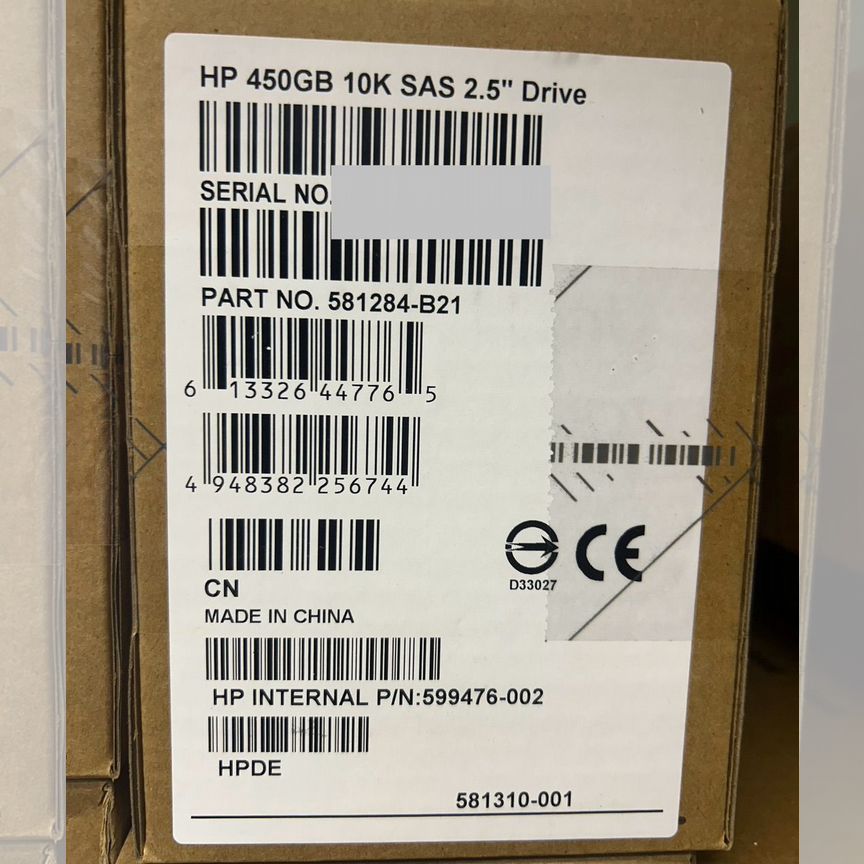 HP 450GB 10K SAS 2.5" Drive
SERIAL NO.
PART NO. 581284-B21
6 13326 44776 5
4 948382 256744
D33027
CE
CN
MADE IN CHINA
HP INTERNAL P/N:599476-002
HPDE
581310-001